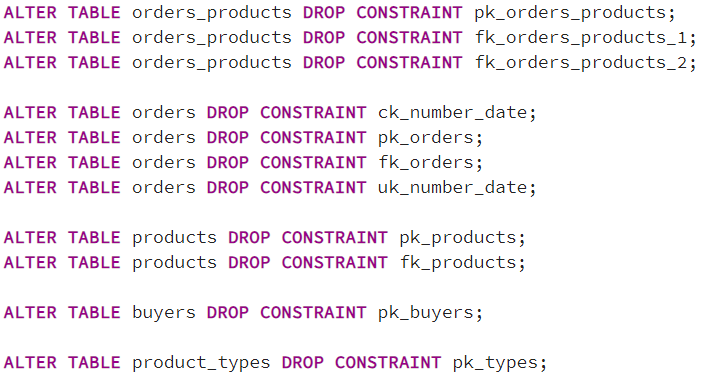 ALTER TABLE orders_products DROP CONSTRAINT pk_orders_products;
ALTER TABLE orders_products DROP CONSTRAINT fk_orders_products_1;
ALTER TABLE orders_products DROP CONSTRAINT fk_orders_products_2;
ALTER TABLE orders DROP CONSTRAINT ck_number_date;
ALTER TABLE orders DROP CONSTRAINT pk_orders;
ALTER TABLE orders DROP CONSTRAINT fk_orders;
ALTER TABLE orders DROP CONSTRAINT uk_number_date;
ALTER TABLE products DROP CONSTRAINT pk_products;
ALTER TABLE products DROP CONSTRAINT fk_products;
ALTER TABLE buyers DROP CONSTRAINT pk_buyers;
ALTER TABLE product_types DROP CONSTRAINT pk_types;